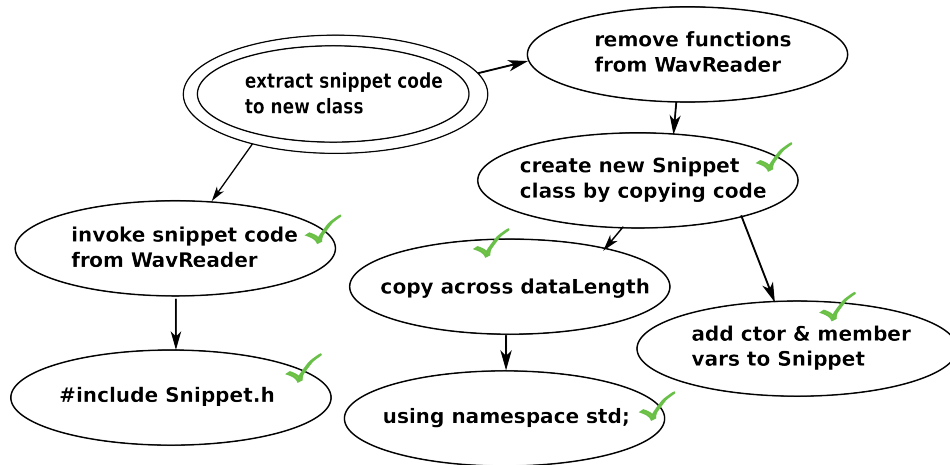 extract snippet code
to new class
remove functions
from WavReader
create new Snippet
class by copying code
invoke snippet code
from WavReader
copy across dataLength
add ctor & member
vars to Snippet
#include Snippet.h
using namespace std;